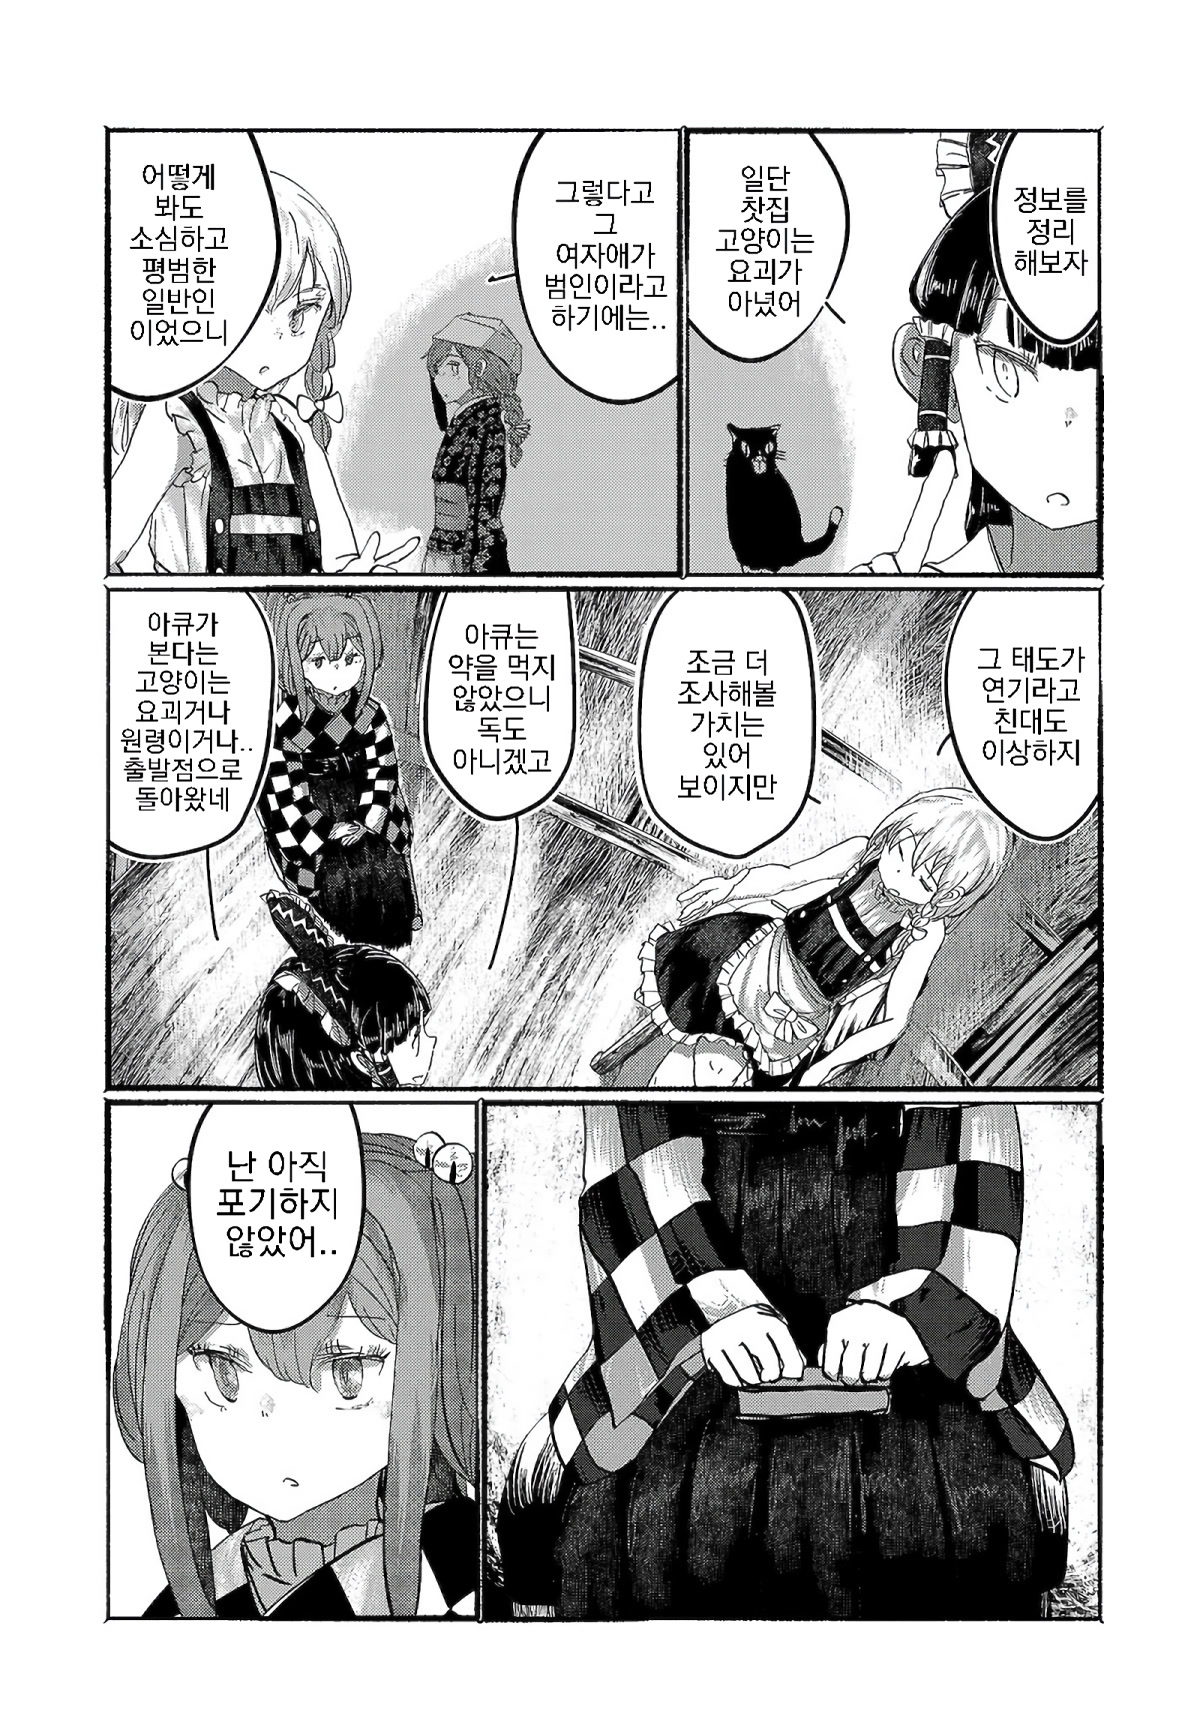 정보를
정리
해보자
일단
찻집
고양이는
요괴가
아녔어
그렇다고
그
여자애가
범인이라고
하기에는..
어떻게
봐도
소심하고
평범한
일반인
이었으니
그 태도가
연기라고
친대도
이상하지
조금 더
조사해볼
가치는
있어
보이지만
아큐는
약을 먹지
않았으니
독도
아니겠고
아큐가
본다는
고양이는
요괴거나
원령이거나..
출발점으로
돌아왔네
난 아직
포기하지
않았어..